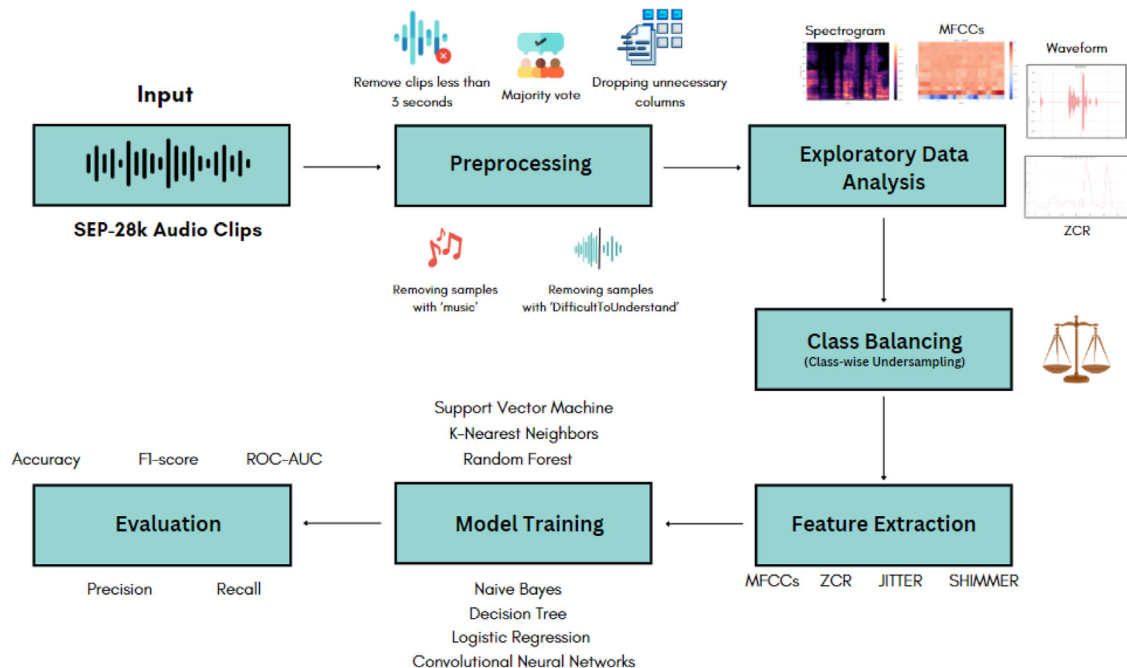 Input
SEP-28k Audio Clips
Remove clips less than
3 seconds
Majority vote
Dropping unnecessary
columns
Preprocessing
Removing samples
with 'music'
Removing samples
with 'DifficultToUnderstand'
Spectrogram
MFCCs
Waveform
Exploratory Data
Analysis
ZCR
Class Balancing
(Class-wise Undersampling)
Feature Extraction
MFCCs ZCR JITTER SHIMMER
Support Vector Machine
K-Nearest Neighbors
Random Forest
Model Training
Naive Bayes
Decision Tree
Logistic Regression
Convolutional Neural Networks
Accuracy F1-score ROC-AUC
Evaluation
Precision Recall